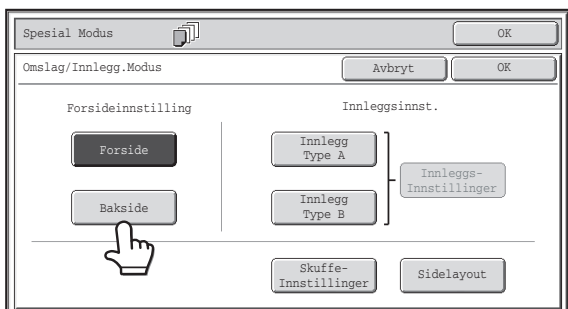 Spesial Modus
OK
Omslag/Innlegg.Modus
Avbryt
OK
Forsideinnstilling
Innleggsinnst.
Forside
Innlegg
Type A
Innleggs-
Innstillinger
Bakside
Innlegg
Type B
Skuffe-
Innstillinger
Sidelayout